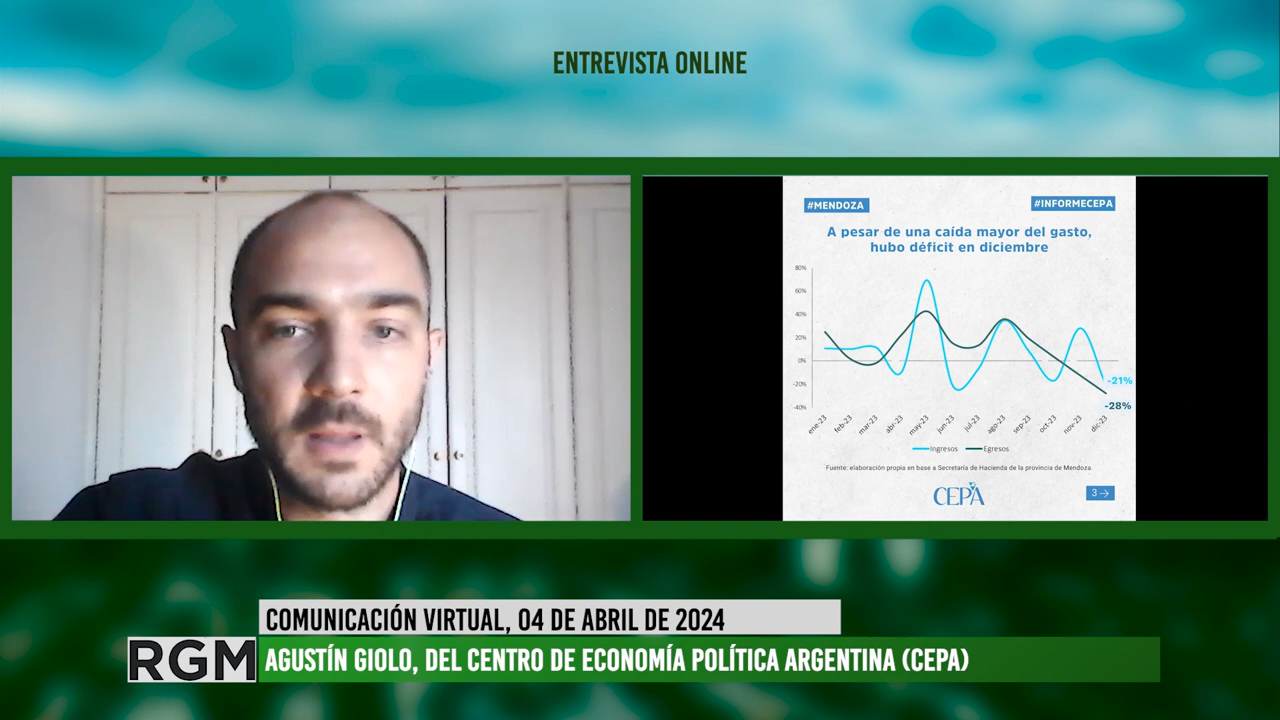 ENTREVISTA ONLINE
#MENDOZA
#INFORMECEPA
A pesar de una caída mayor del gasto,
hubo déficit en diciembre
80%
60%
40%
20%
0%
-20%
-40%
-21%
-28%
ene-23
feb-23
mar-23
abr-23
may-23
jun-23
jul-23
ago-23
sep-23
oct-23
nov-23
dic-23
Ingresos
Egresos
Fuente: elaboración propia en base a Secretaría de Hacienda de la provincia de Mendoza.
CEPA
3
COMUNICACIÓN VIRTUAL, 04 DE ABRIL DE 2024
RGM
AGUSTÍN GIOLO, DEL CENTRO DE ECONOMÍA POLÍTICA ARGENTINA (CEPA)